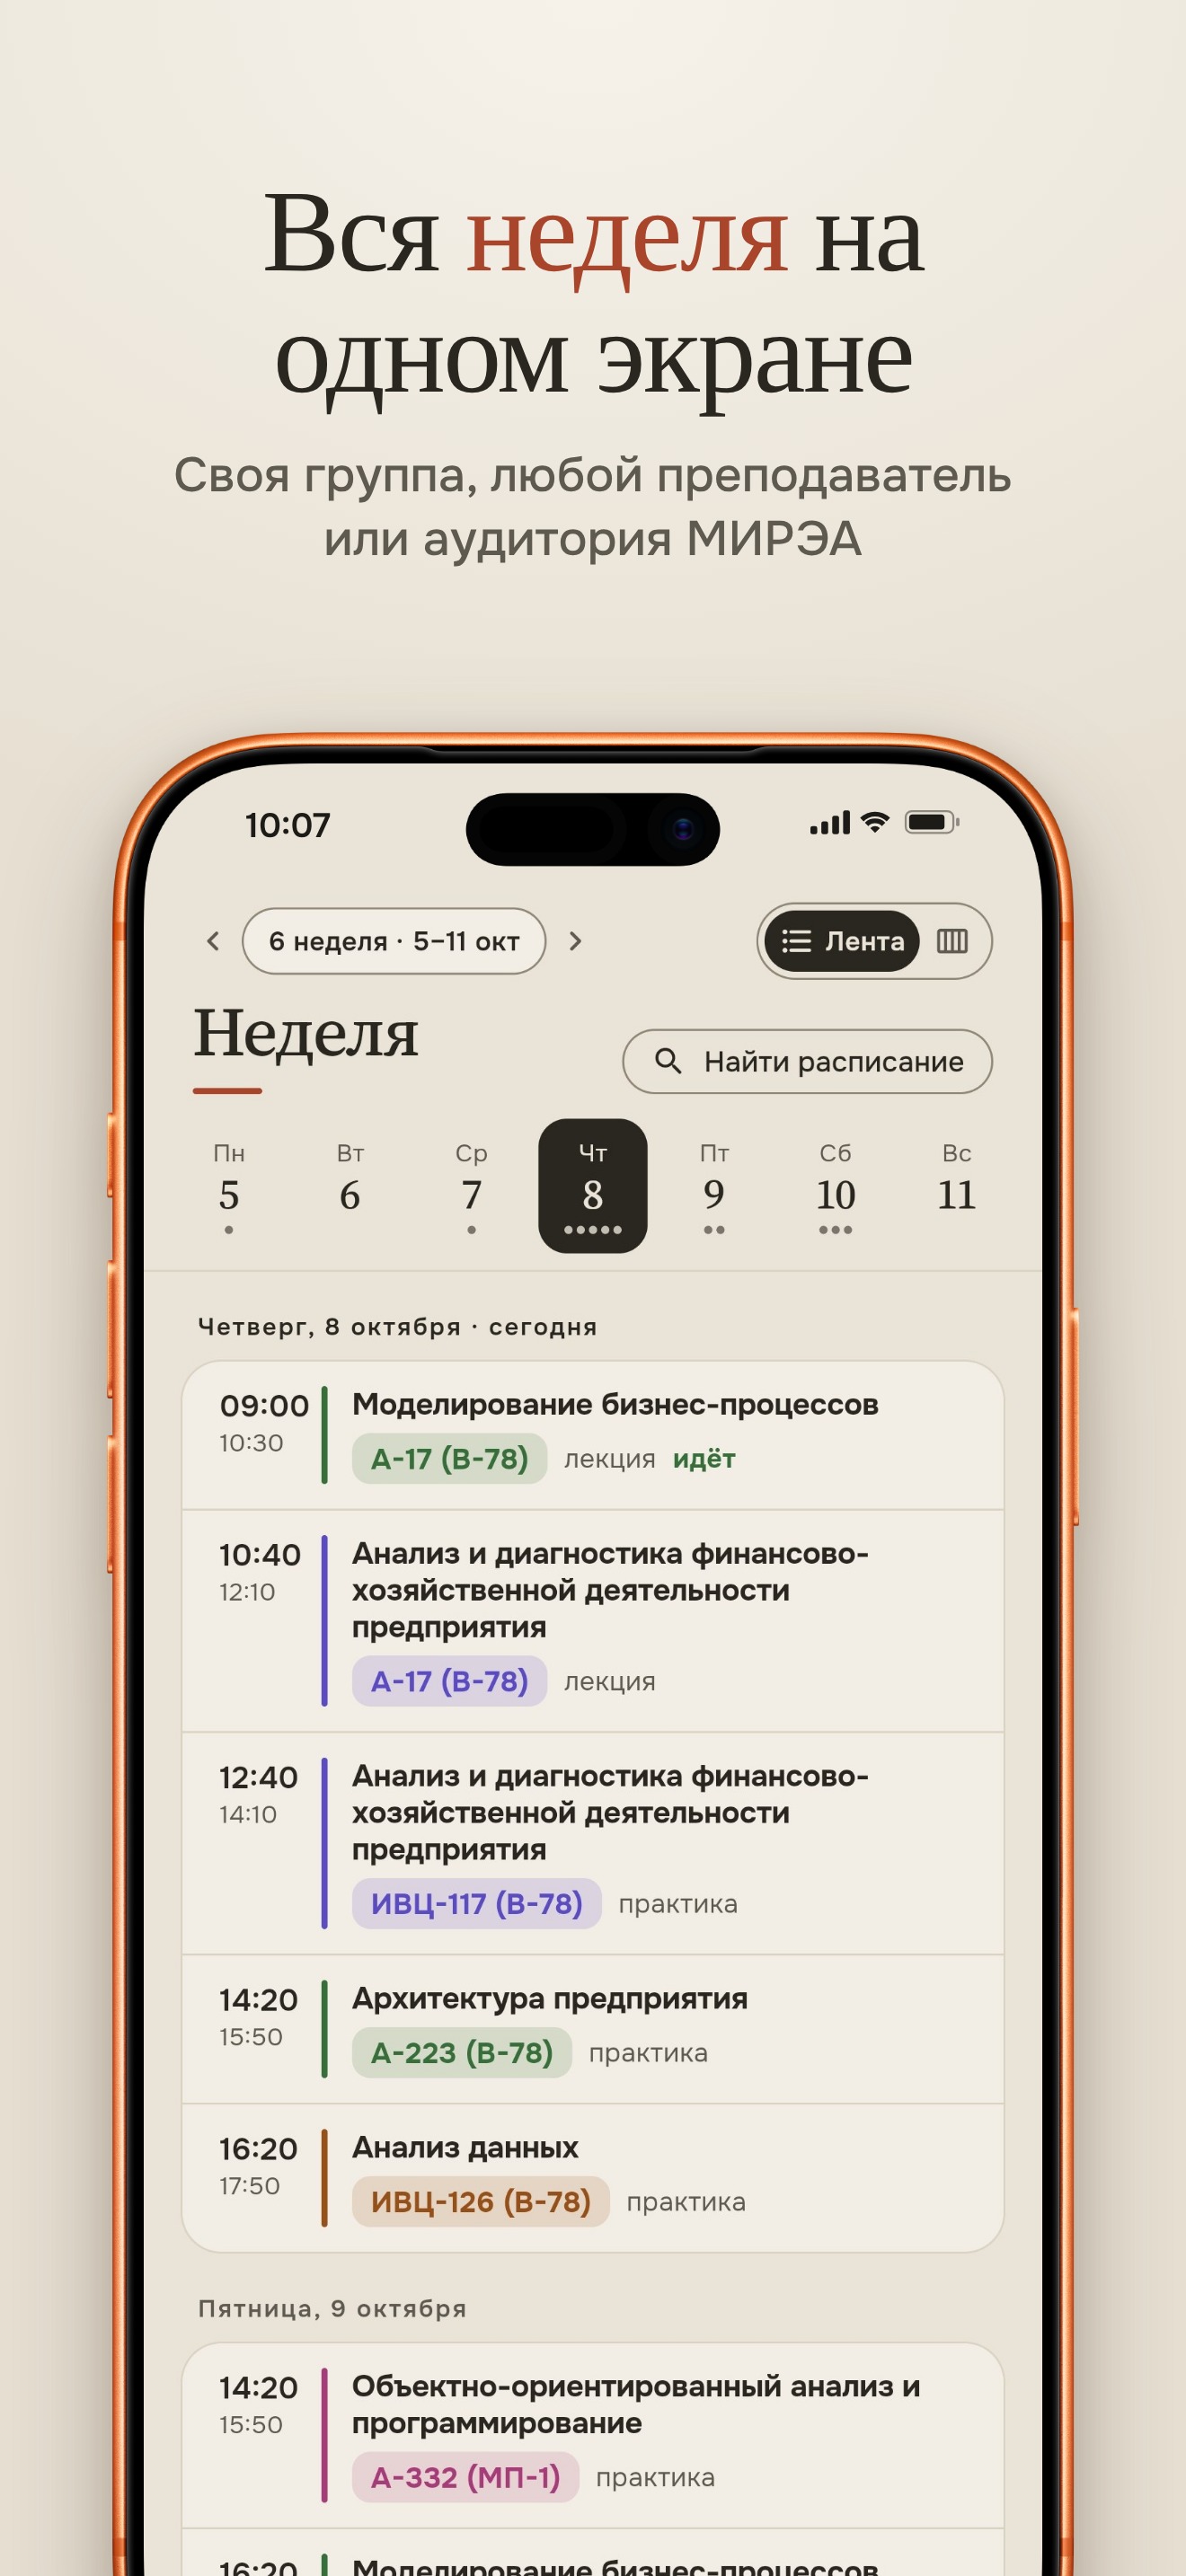 Вся неделя на
одном экране
Своя группа, любой преподаватель
или аудитория МИРЭА
10:07
6 неделя · 5–11 окт
Лента
Неделя
Найти расписание
Пн Вт Ср Чт Пт Сб Вс
5 6 7 8 9 10 11
Четверг, 8 октября · сегодня
09:00 Моделирование бизнес-процессов
10:30 А-17 (В-78) лекция идёт
10:40 Анализ и диагностика финансово-
12:10 хозяйственной деятельности
предприятия
А-17 (В-78) лекция
12:40 Анализ и диагностика финансово-
14:10 хозяйственной деятельности
предприятия
ИВЦ-117 (В-78) практика
14:20 Архитектура предприятия
15:50 А-223 (В-78) практика
16:20 Анализ данных
17:50 ИВЦ-126 (В-78) практика
Пятница, 9 октября
14:20 Объектно-ориентированный анализ и
15:50 программирование
А-332 (МП-1) практика
16:20 Моделирование бизнес-процессов